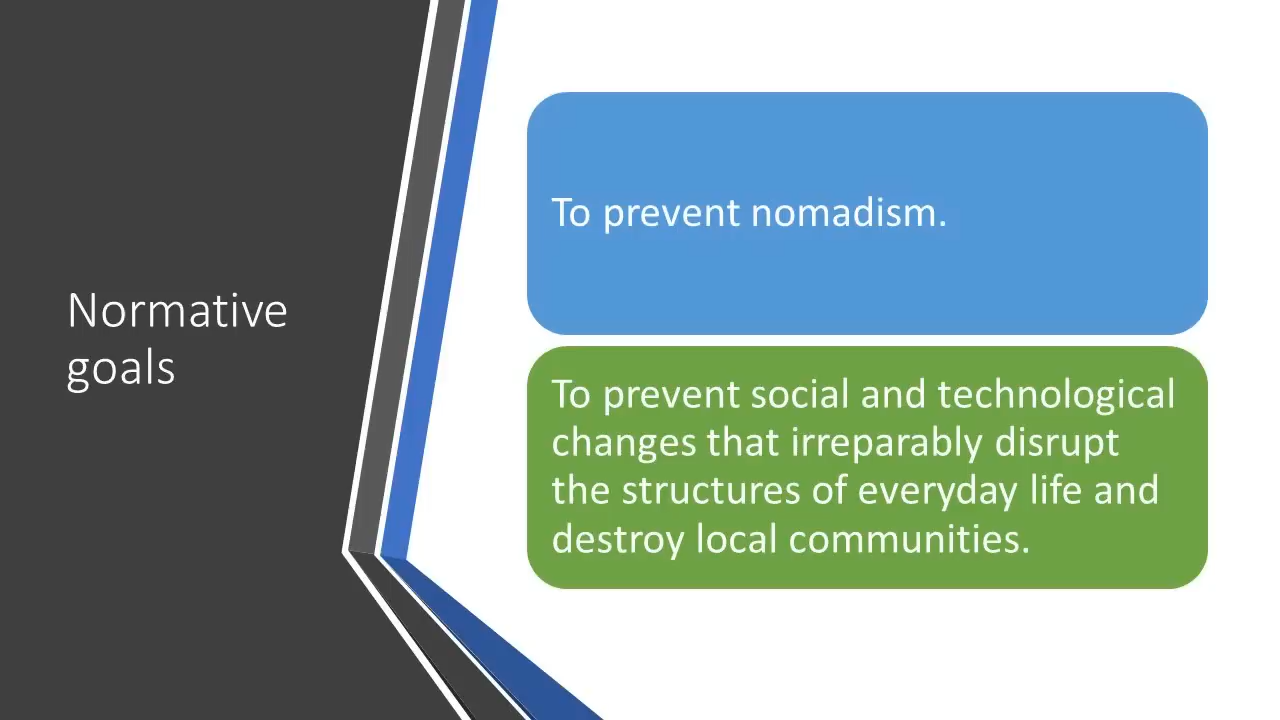 Normative
goals
To prevent nomadism.
To prevent social and technological
changes that irreparably disrupt
the structures of everyday life and
destroy local communities.